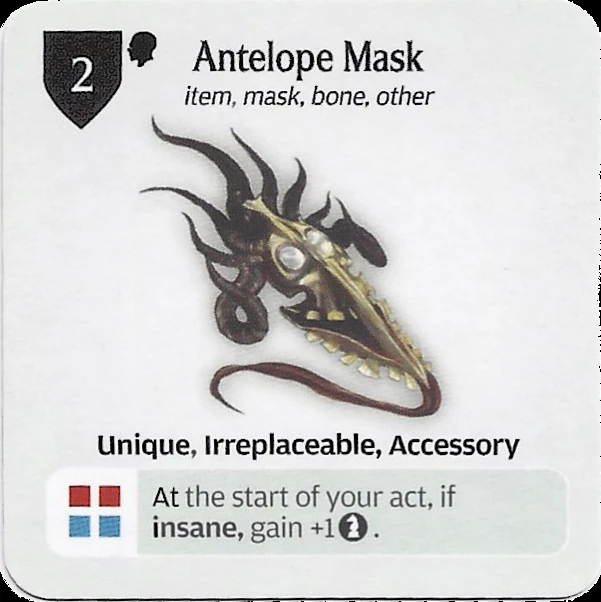 2
Antelope Mask
item, mask, bone, other
Unique, Irreplaceable, Accessory
At the start of your act, if
insane, gain +1 .